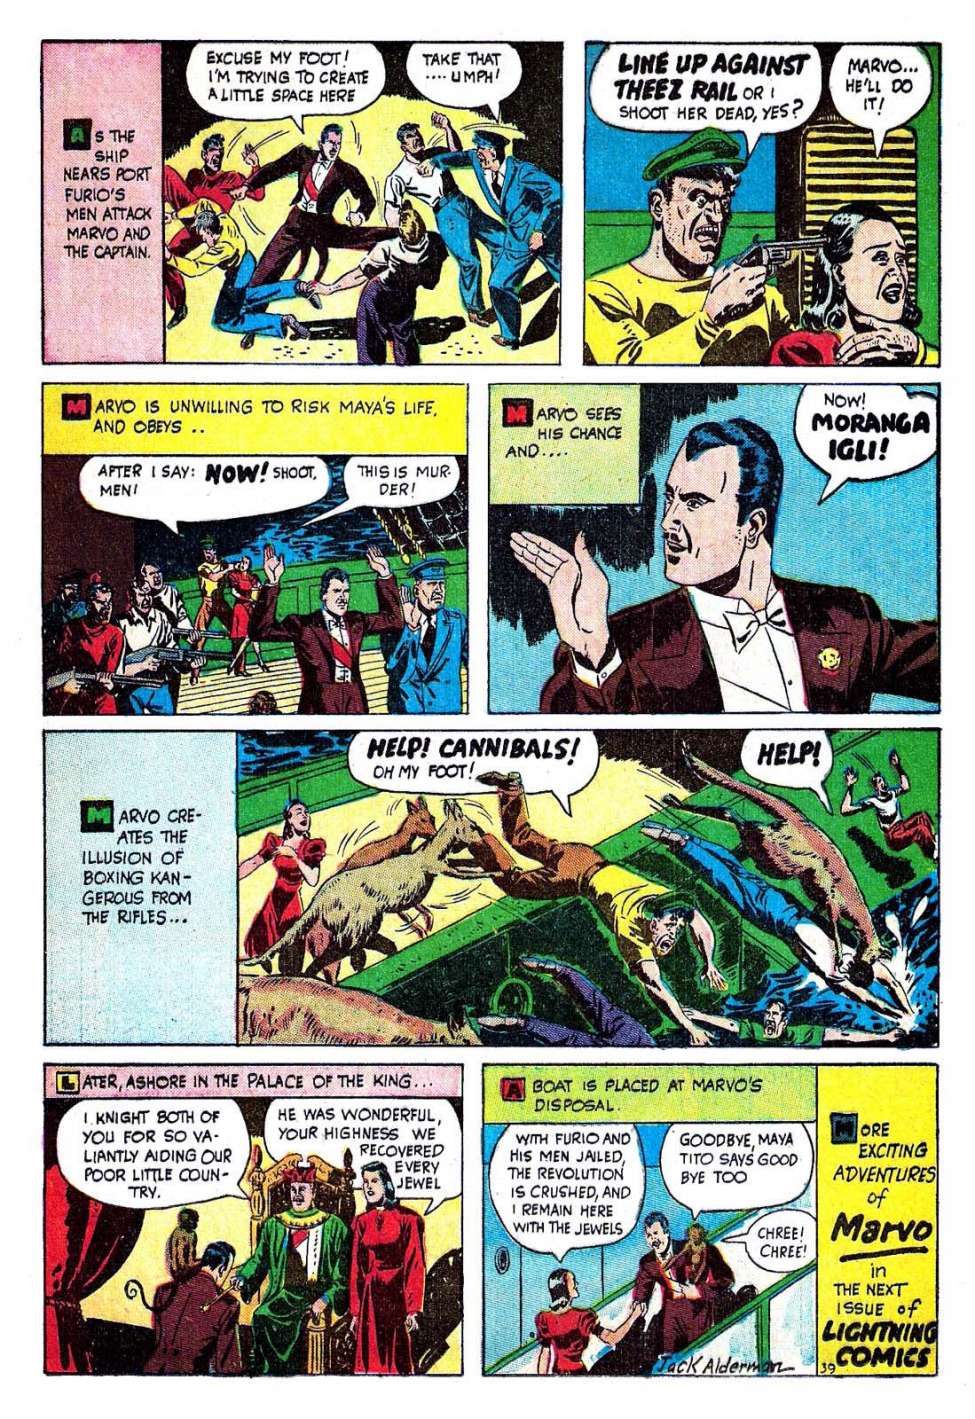 AS THE
SHIP
NEARS PORT
FURIO'S
MEN ATTACK
MARVO AND
THE CAPTAIN.
EXCUSE MY FOOT!
I'M TRYING TO CREATE
A LITTLE SPACE HERE
TAKE THAT
....UMPH!
LINE UP AGAINST
THEEZ RAIL OR I
SHOOT HER DEAD, YES?
MARVO...
HE'LL DO
IT!
MARVO IS UNWILLING TO RISK MAYA'S LIFE,
AND OBEYS ..
AFTER I SAY: NOW! SHOOT,
MEN!
THIS IS MUR-
DER!
MARVO SEES
HIS CHANCE
AND....
NOW!
MORANGA
IGLI!
MARVO CRE-
ATES THE
ILLUSION OF
BOXING KAN-
GEROUS FROM
THE RIFLES...
HELP! CANNIBALS!
OH MY FOOT!
HELP!
LATER, ASHORE IN THE PALACE OF THE KING...
I KNIGHT BOTH OF
YOU FOR SO VA-
LIANTLY AIDING OUR
POOR LITTLE COUN-
TRY.
HE WAS WONDERFUL,
YOUR HIGHNESS WE
RECOVERED
EVERY
JEWEL
A BOAT IS PLACED AT MARVO'S
DISPOSAL.
WITH FURIO AND
HIS MEN JAILED,
THE REVOLUTION
IS CRUSHED, AND
I REMAIN HERE
WITH THE JEWELS
GOODBYE, MAYA
TITO SAYS GOOD
BYE TOO
CHREE!
CHREE!
Jack Alderman
MORE
EXCITING
ADVENTURES
of
Marvo
in
THE NEXT
ISSUE of
LIGHTNING
COMICS
39